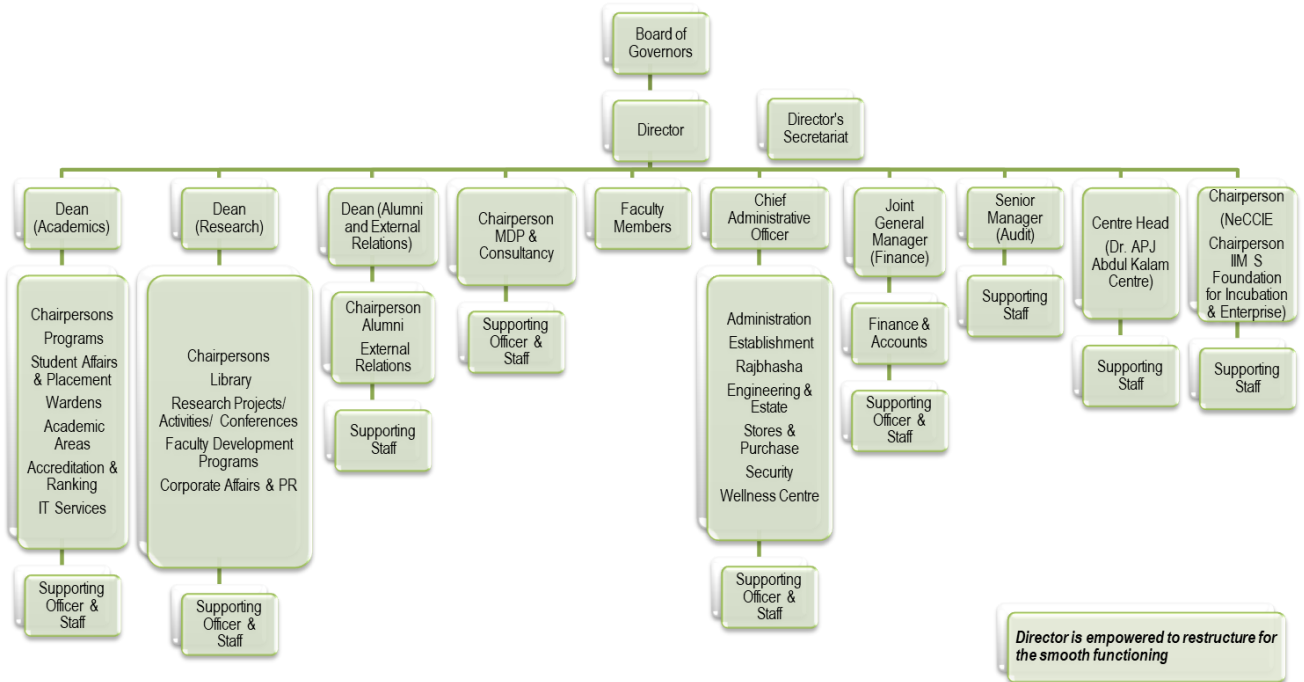 Board of
Governors
Director
Director's
Secretariat
Dean
(Academics)
Dean
(Research)
Dean (Alumni
and External
Relations)
Chairperson
MDP &
Consultancy
Faculty
Members
Chief
Administrative
Officer
Joint
General
Manager
(Finance)
Senior
Manager
(Audit)
Centre Head
(Dr. APJ
Abdul Kalam
Centre)
Chairperson
(NeCCIE
Chairperson
IIM S
Foundation
for Incubation
& Enterprise)
Chairpersons
Programs
Student Affairs
& Placement
Wardens
Academic
Areas
Accreditation &
Ranking
IT Services
Chairpersons
Library
Research Projects/
Activities/ Conferences
Faculty Development
Programs
Corporate Affairs & PR
Chairperson
Alumni
External
Relations
Supporting
Officer &
Staff
Administration
Establishment
Rajbhasha
Engineering &
Estate
Stores &
Purchase
Security
Wellness Centre
Finance &
Accounts
Supporting
Staff
Supporting
Staff
Supporting
Staff
Supporting
Staff
Supporting
Officer &
Staff
Supporting
Officer &
Staff
Supporting
Officer &
Staff
Supporting
Officer &
Staff
Director is empowered to restructure for
the smooth functioning